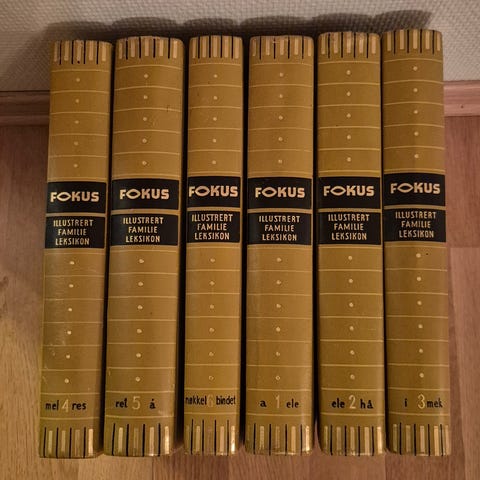 FOKUS
ILLUSTRERT
FAMILIE
LEKSIKON
mel 4 res
FOKUS
ILLUSTRERT
FAMILIE
LEKSIKON
rel 5 å
FOKUS
ILLUSTRERT
FAMILIE
LEKSIKON
nøkkel bindet
FOKUS
ILLUSTRERT
FAMILIE
LEKSIKON
a 1 ele
FOKUS
ILLUSTRERT
FAMILIE
LEKSIKON
ele 2 hå
FOKUS
ILLUSTRERT
FAMILIE
LEKSIKON
i 3 mek